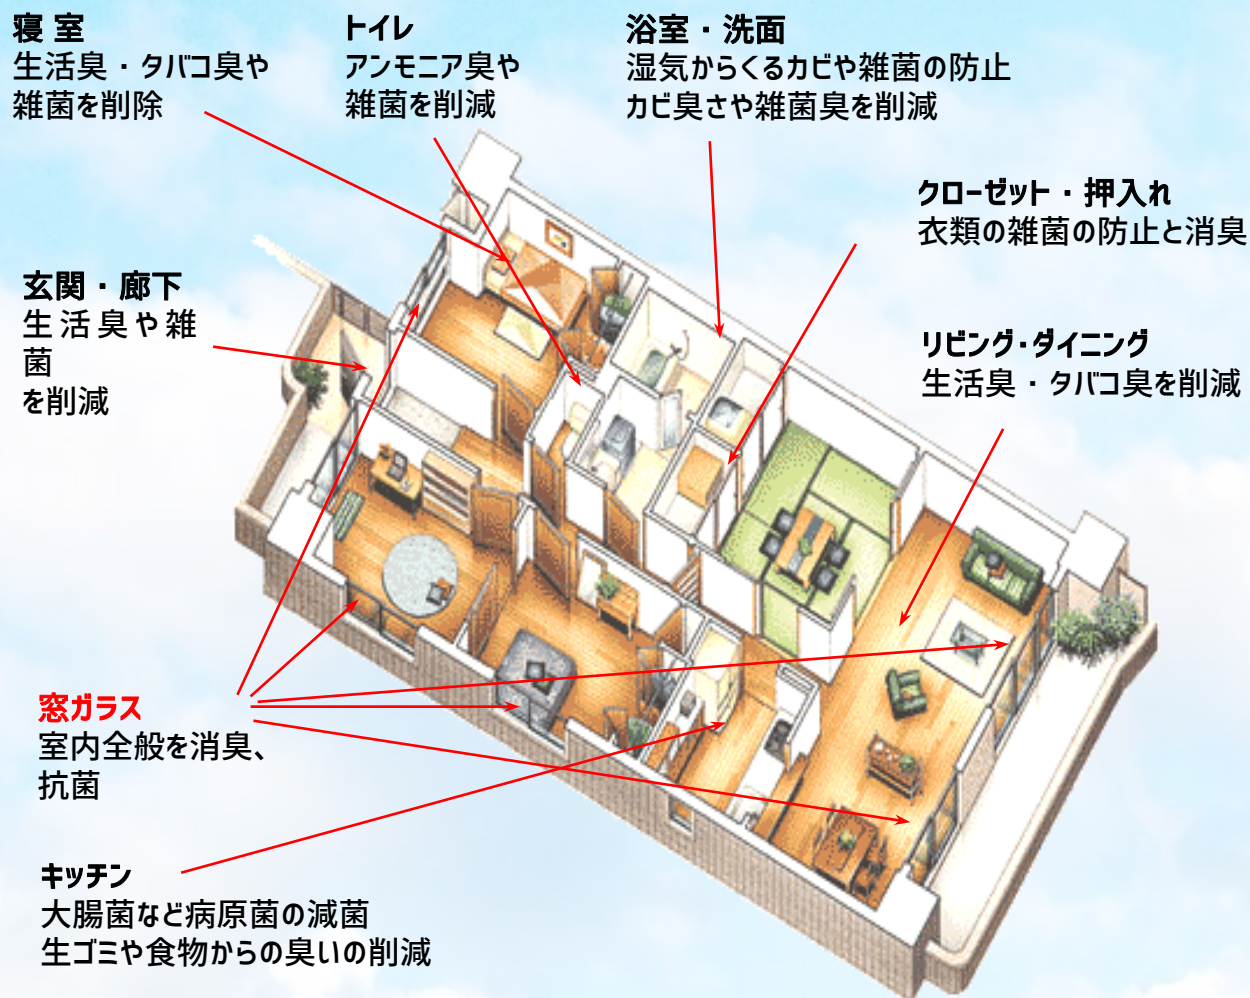 寝 室
生活臭・タバコ臭や
雑菌を削除
トイレ
アンモニア臭や
雑菌を削減
浴室・洗面
湿気からくるカビや雑菌の防止
カビ臭さや雑菌臭を削減
クローゼット・押入れ
衣類の雑菌の防止と消臭
玄関・廊下
生活臭や雑
菌
を削減
リビング・ダイニング
生活臭・タバコ臭を削減
窓ガラス
室内全般を消臭、
抗菌
キッチン
大腸菌など病原菌の減菌
生ゴミや食物からの臭いの削減